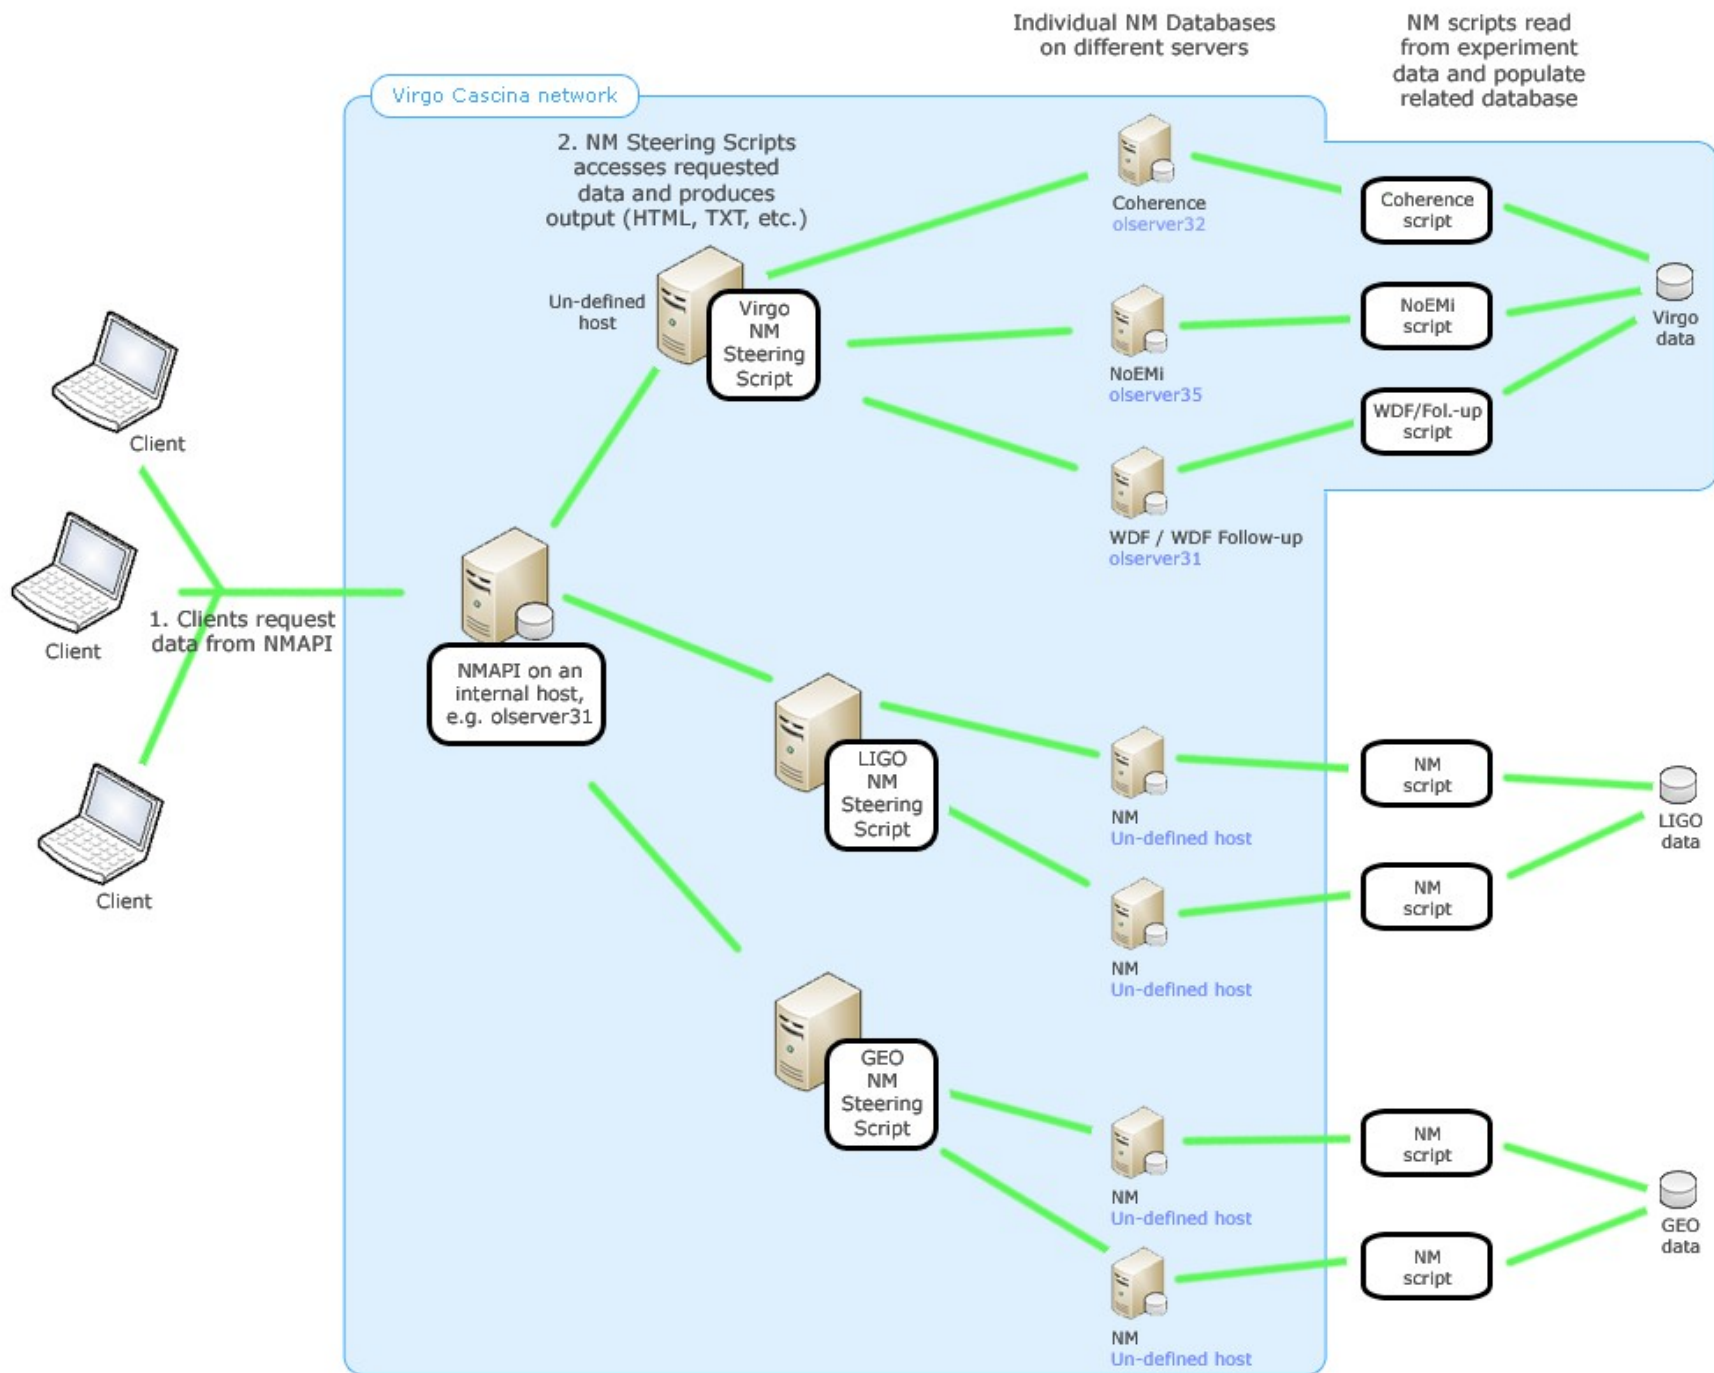 Individual NM Databases
on different servers
NM scripts read
from experiment
data and populate
related database
Virgo Cascina network
2. NM Steering Scripts
accesses requested
data and produces
output (HTML, TXT, etc.)
Un-defined
host
Virgo
NM
Steering
Script
Coherence
olserver32
Coherence
script
NoEMi
olserver35
NoEMi
script
Virgo
data
WDF / WDF Follow-up
olserver31
WDF/Fol.-up
script
Client
Client
Client
1. Clients request
data from NMAPI
NMAPI on an
internal host,
e.g. olserver31
LIGO
NM
Steering
Script
NM
Un-defined host
NM
script
NM
Un-defined host
NM
script
LIGO
data
GEO
NM
Steering
Script
NM
Un-defined host
NM
script
NM
Un-defined host
NM
script
GEO
data